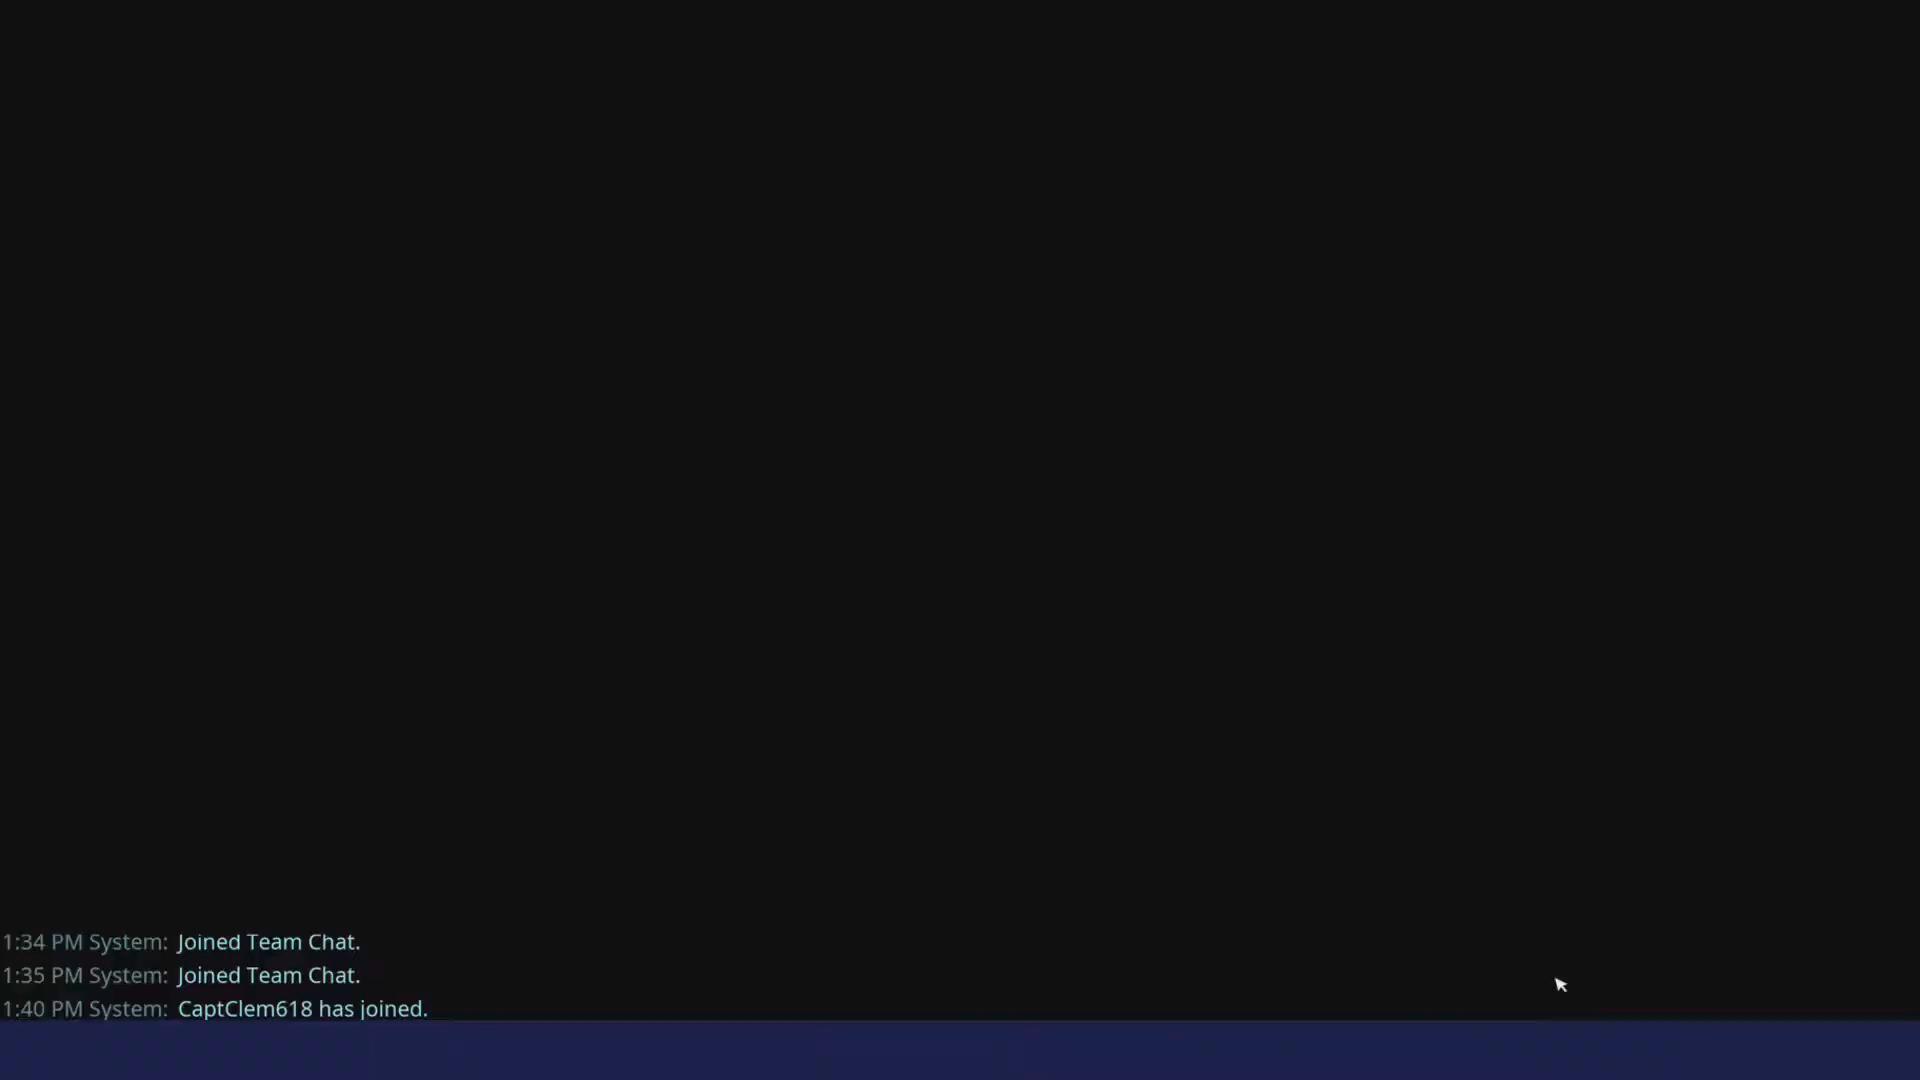 1:34 PM System: Joined Team Chat.
1:35 PM System: Joined Team Chat.
1:40 PM System: CaptClem618 has joined.